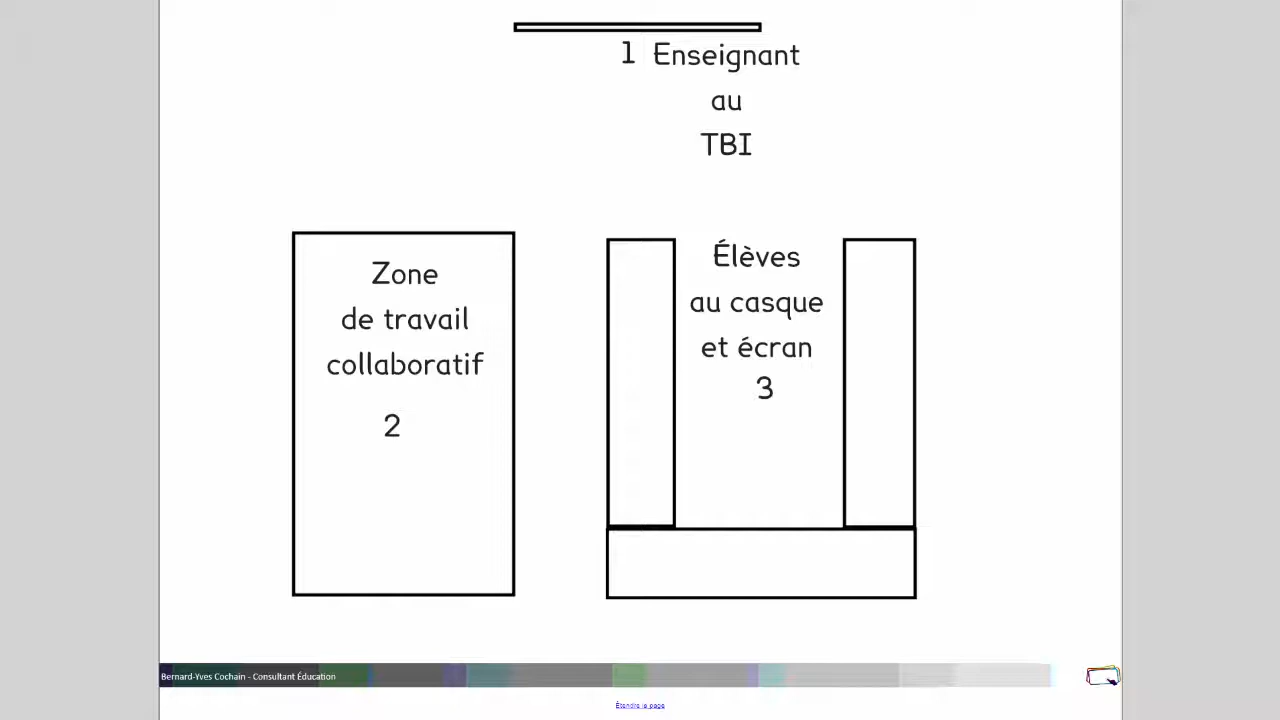 1 Enseignant
au
TBI
Zone
de travail
collaboratif
2
Élèves
au casque
et écran
3
Bernard-Yves Cochain - Consultant Éducation
Étendre la page